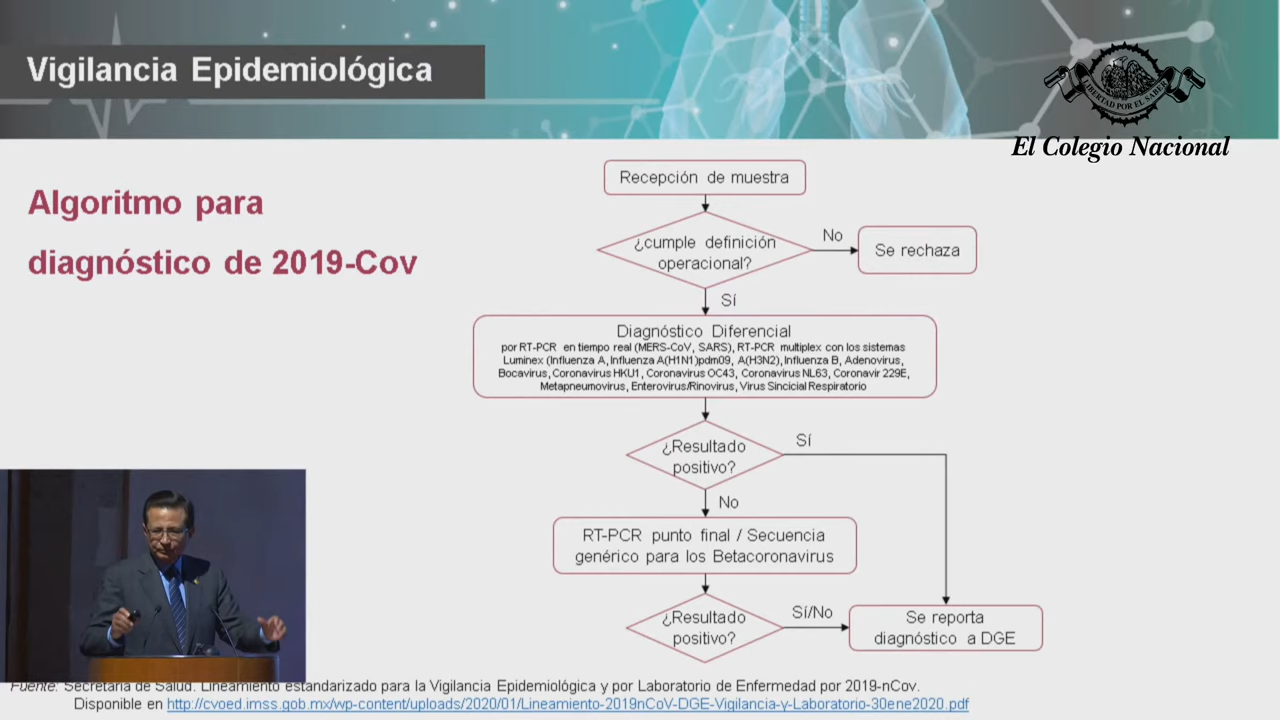 Vigilancia Epidemiológica
LIBERTAD POR EL SABER
El Colegio Nacional
Algoritmo para
diagnóstico de 2019-Cov
Recepción de muestra
¿cumple definición
operacional?
No
Se rechaza
Sí
Diagnóstico Diferencial
por RT-PCR en tiempo real (MERS-CoV, SARS), RT-PCR multiplex con los sistemas
Luminex (Influenza A, Influenza A(H1N1)pdm09, A(H3N2), Influenza B, Adenovirus,
Bocavirus, Coronavirus HKU1, Coronavirus OC43, Coronavirus NL63, Coronavir 229E,
Metapneumovirus, Enterovirus/Rinovirus, Virus Sincicial Respiratorio
¿Resultado
positivo?
Sí
No
RT-PCR punto final / Secuencia
genérico para los Betacoronavirus
¿Resultado
positivo?
Sí/No
Se reporta
diagnóstico a DGE
Fuente: Secretaría de Salud. Lineamiento estandarizado para la Vigilancia Epidemiológica y por Laboratorio de Enfermedad por 2019-nCov.
Disponible en http://cvoed.imss.gob.mx/wp-content/uploads/2020/01/Lineamiento-2019nCoV-DGE-Vigilancia-y-Laboratorio-30ene2020.pdf